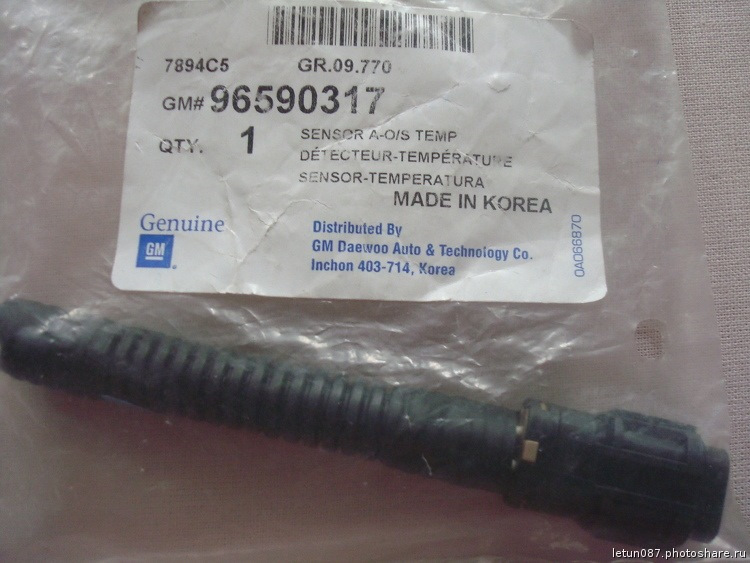 7894C5 GR.09.770
GM# 96590317
QTY. 1 SENSOR A-O/S TEMP
DÉTECTEUR-TEMPÉRATURE
SENSOR-TEMPERATURA
MADE IN KOREA
Genuine
GM
Distributed By
GM Daewoo Auto & Technology Co.
Inchon 403-714, Korea
0AD66870
letun087.photoshare.ru